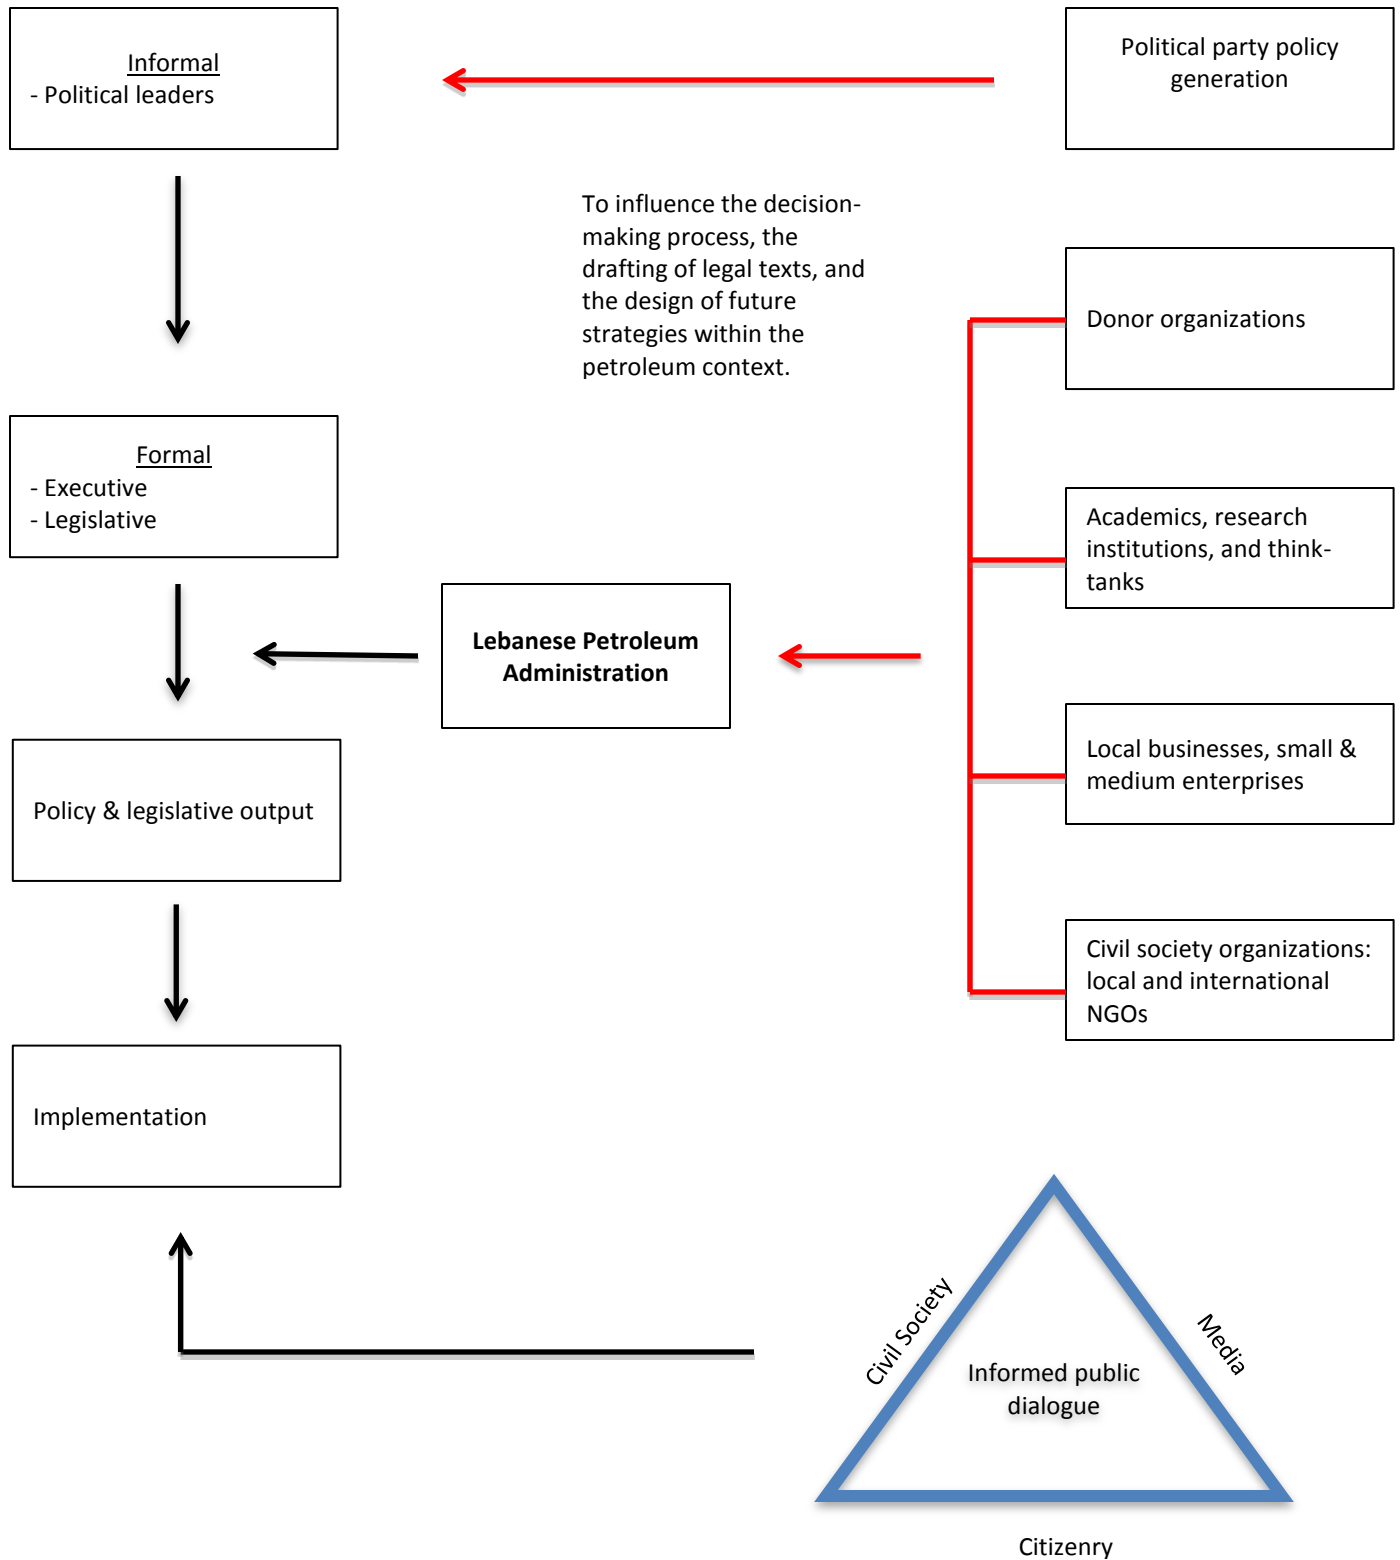 Informal
- Political leaders
Political party policy
generation
To influence the decision-
making process, the
drafting of legal texts, and
the design of future
strategies within the
petroleum context.
Donor organizations
Formal
- Executive
- Legislative
Academics, research
institutions, and think-
tanks
Lebanese Petroleum
Administration
Policy & legislative output
Local businesses, small &
medium enterprises
Civil society organizations:
local and international
NGOs
Implementation
Civil Society
Media
Informed public
dialogue
Citizenry